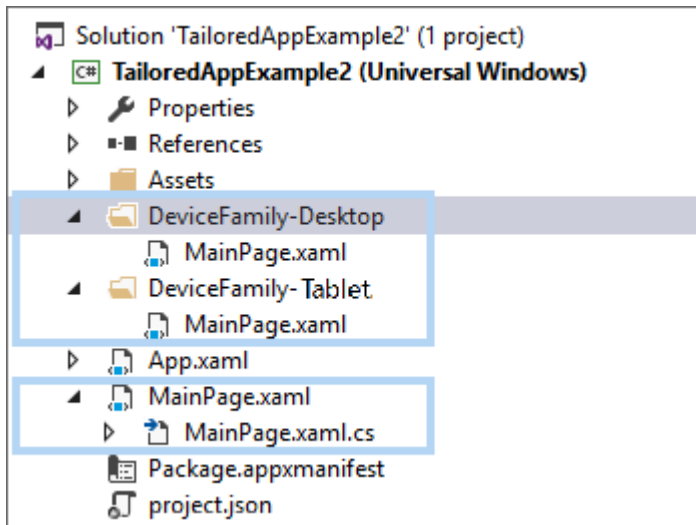 Solution 'TailoredAppExample2' (1 project)
C# TailoredAppExample2 (Universal Windows)
Properties
References
Assets
DeviceFamily-Desktop
MainPage.xaml
DeviceFamily-Tablet
MainPage.xaml
App.xaml
MainPage.xaml
MainPage.xaml.cs
Package.appxmanifest
project.json